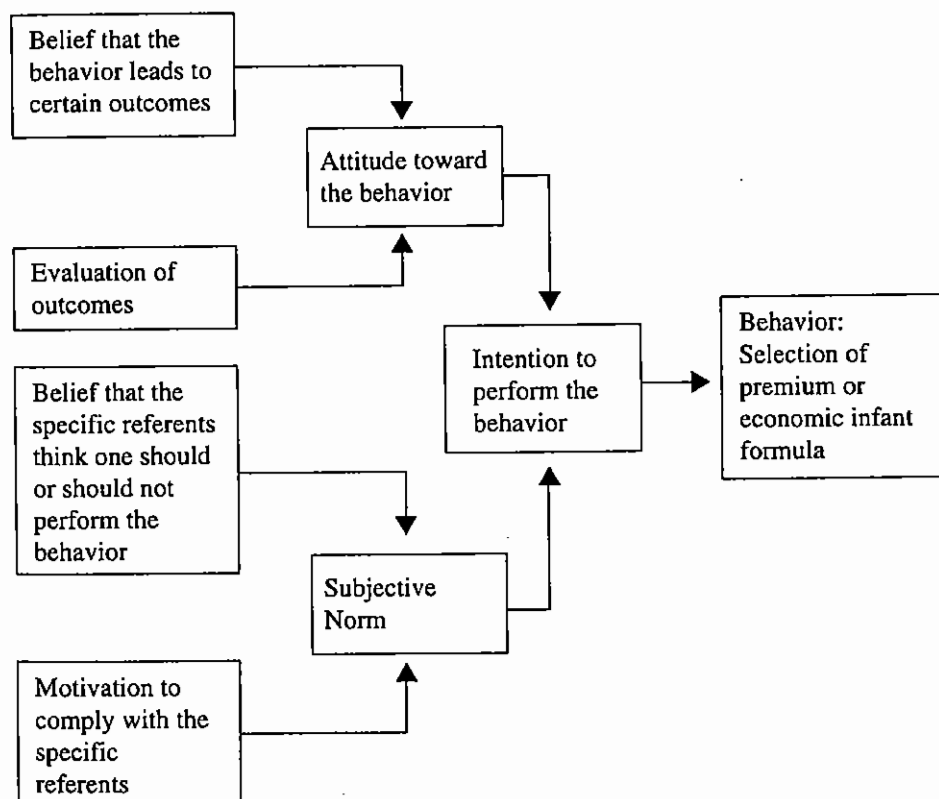 Belief that the
behavior leads to
certain outcomes
Attitude toward
the behavior
Evaluation of
outcomes
Intention to
perform the
behavior
Behavior:
Selection of
premium or
economic infant
formula
Belief that the
specific referents
think one should
or should not
perform the
behavior
Subjective
Norm
Motivation to
comply with the
specific
referents